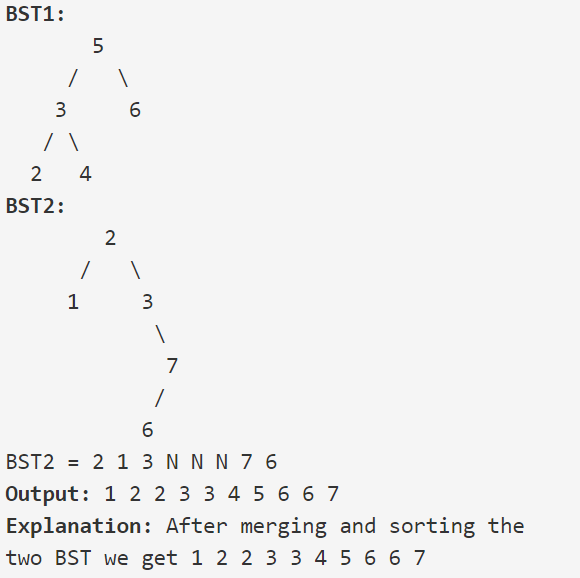 BST1:
5
/ \
3 6
/ \
2 4
BST2:
2
/ \
1 3
\
7
/
6
BST2 = 2 1 3 N N N 7 6
Output: 1 2 2 3 3 4 5 6 6 7
Explanation: After merging and sorting the
two BST we get 1 2 2 3 3 4 5 6 6 7